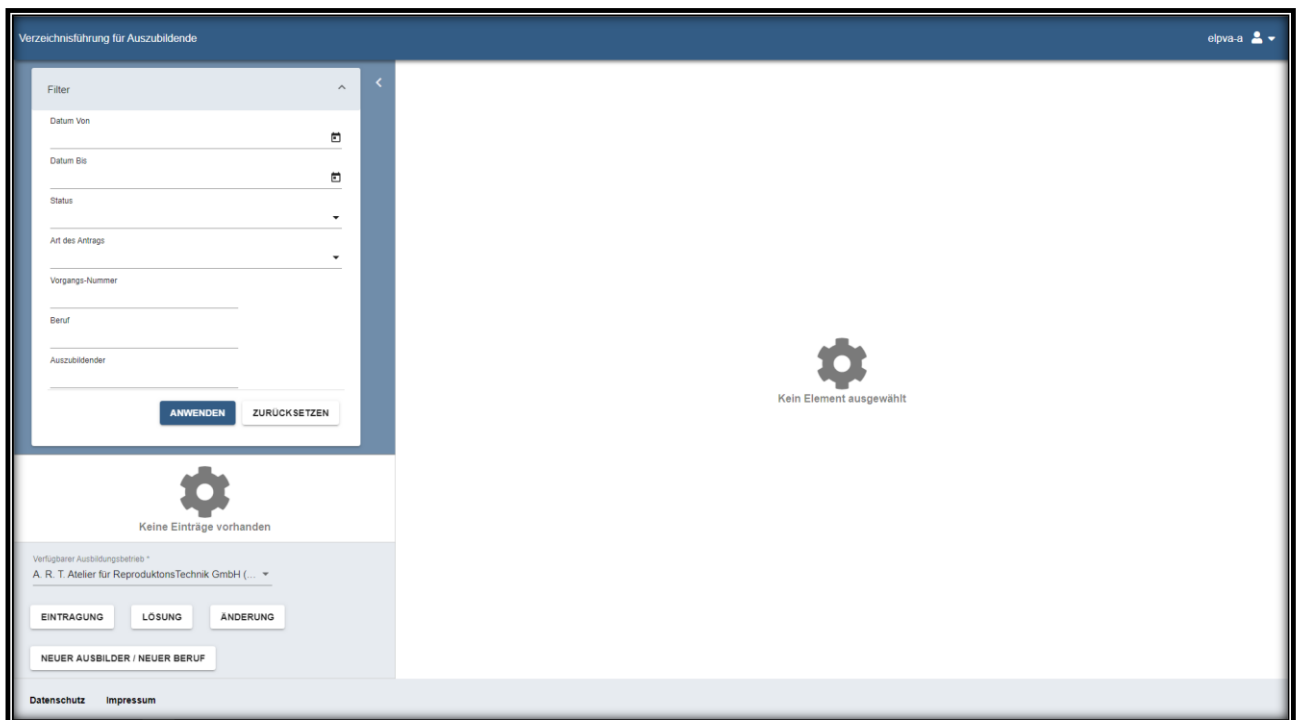 Verzeichnisführung für Auszubildende
elpva-a
Filter
Datum Von
Datum Bis
Status
Art des Antrags
Vorgangs-Nummer
Beruf
Auszubildender
ANWENDEN ZURÜCKSETZEN
Kein Element ausgewählt
Keine Einträge vorhanden
Verfügbarer Ausbildungsbetrieb *
A. R. T. Atelier für ReproduktonsTechnik GmbH (...
EINTRAGUNG LÖSUNG ÄNDERUNG
NEUER AUSBILDER / NEUER BERUF
Datenschutz Impressum